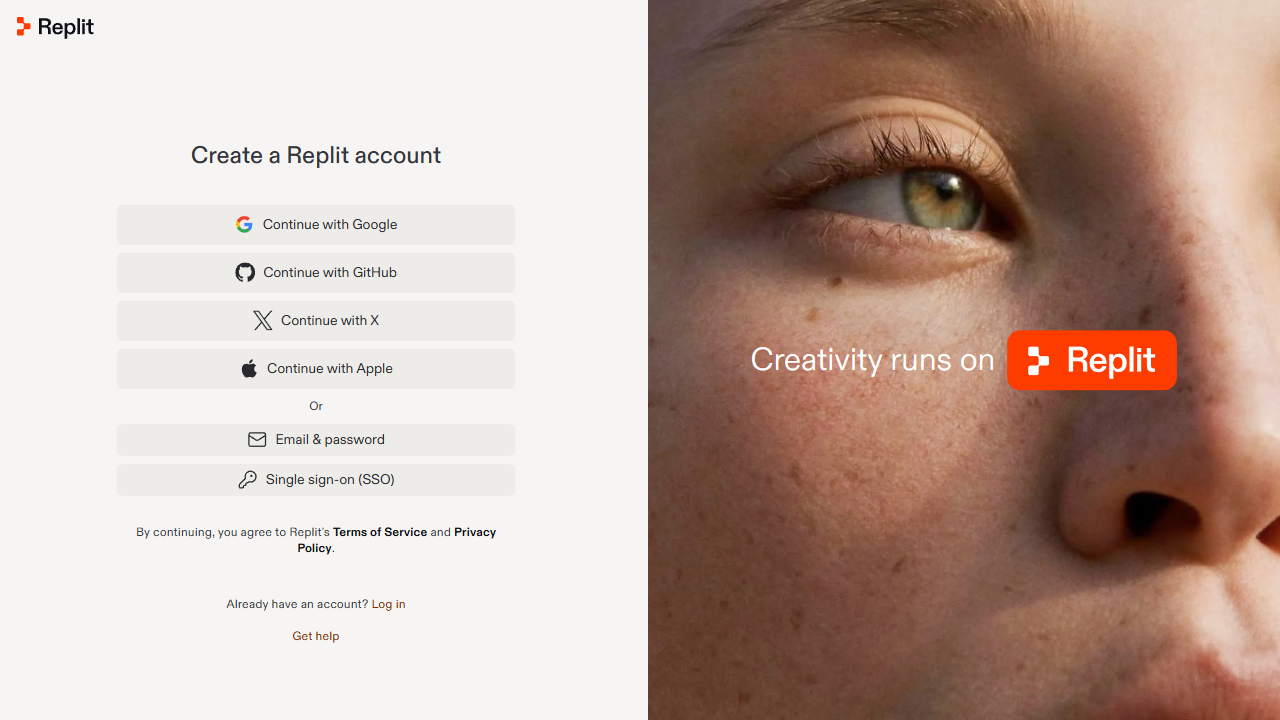 Replit
Create a Replit account
Continue with Google
Continue with GitHub
Continue with X
Continue with Apple
Or
Email & password
Single sign-on (SSO)
By continuing, you agree to Replit's Terms of Service and Privacy
Policy.
Already have an account? Log in
Get help
Creativity runs on Replit